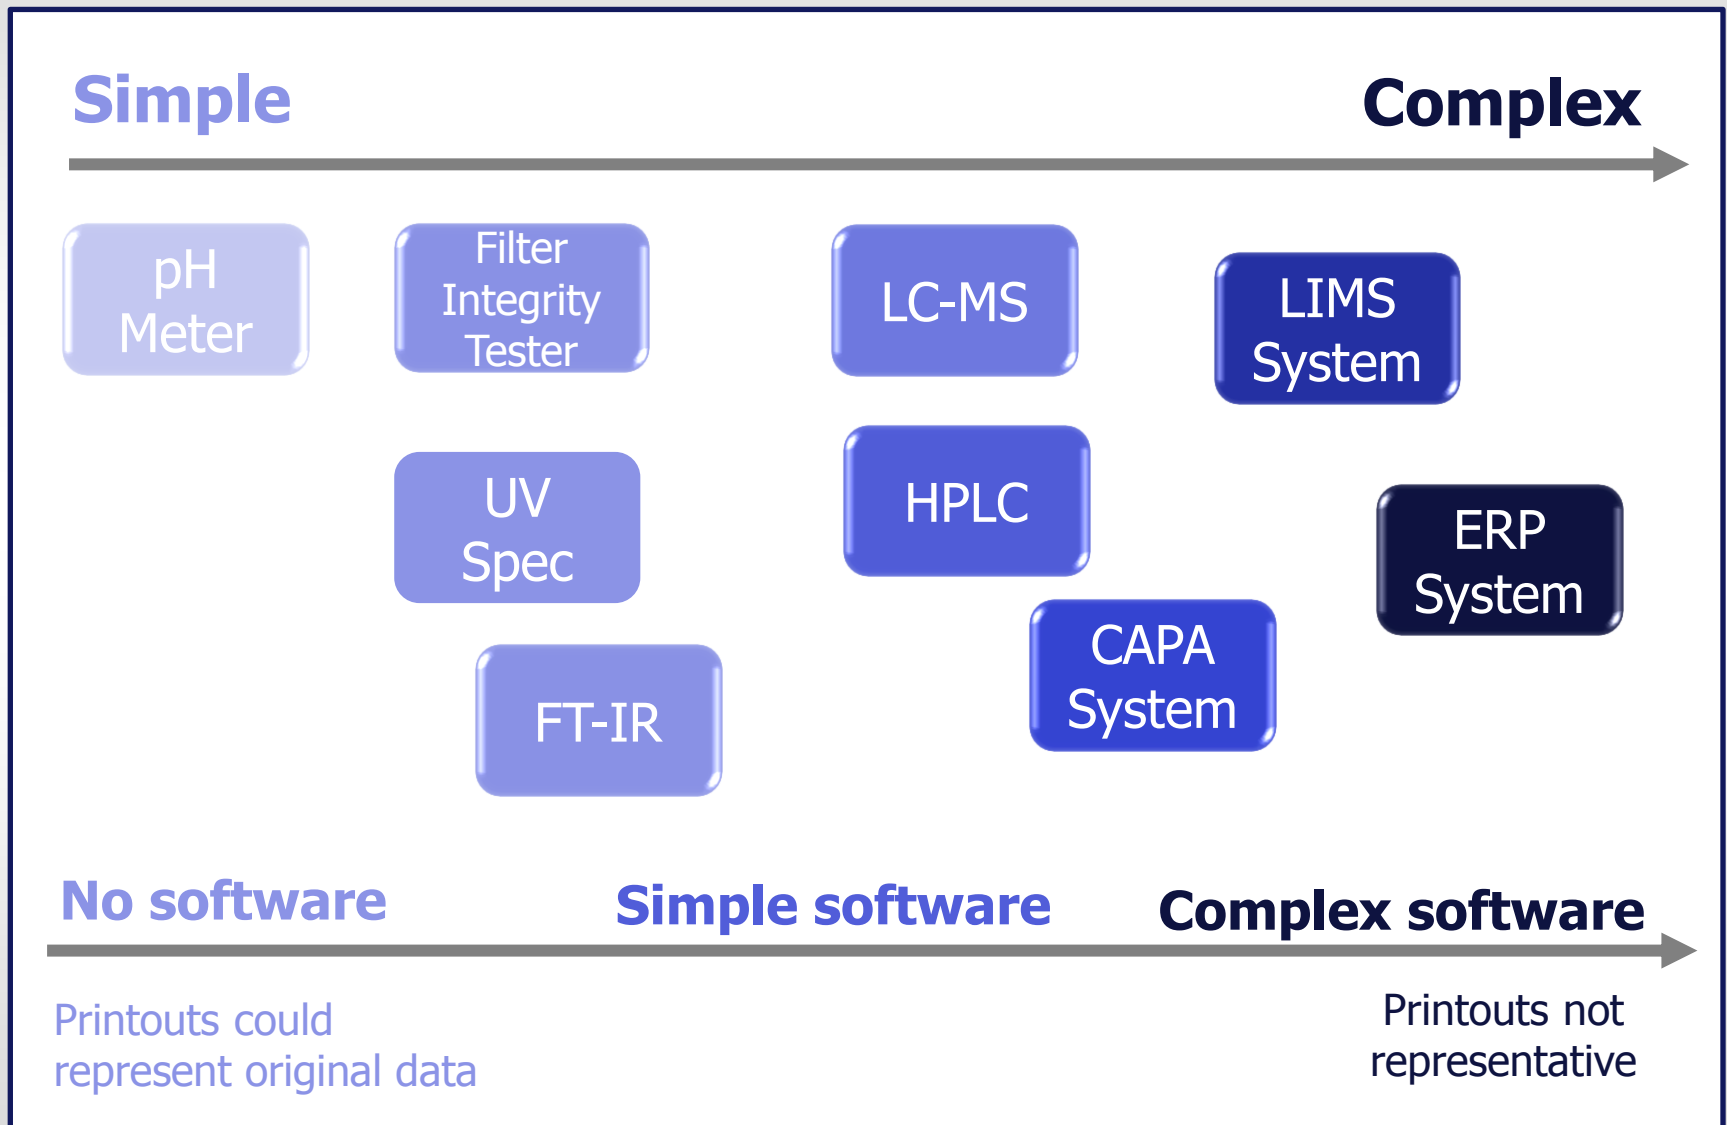 Simple
Complex
pH
Meter
Filter
Integrity
Tester
LC-MS
LIMS
System
UV
Spec
HPLC
ERP
System
FT-IR
CAPA
System
No software
Simple software
Complex software
Printouts could
represent original data
Printouts not
representative